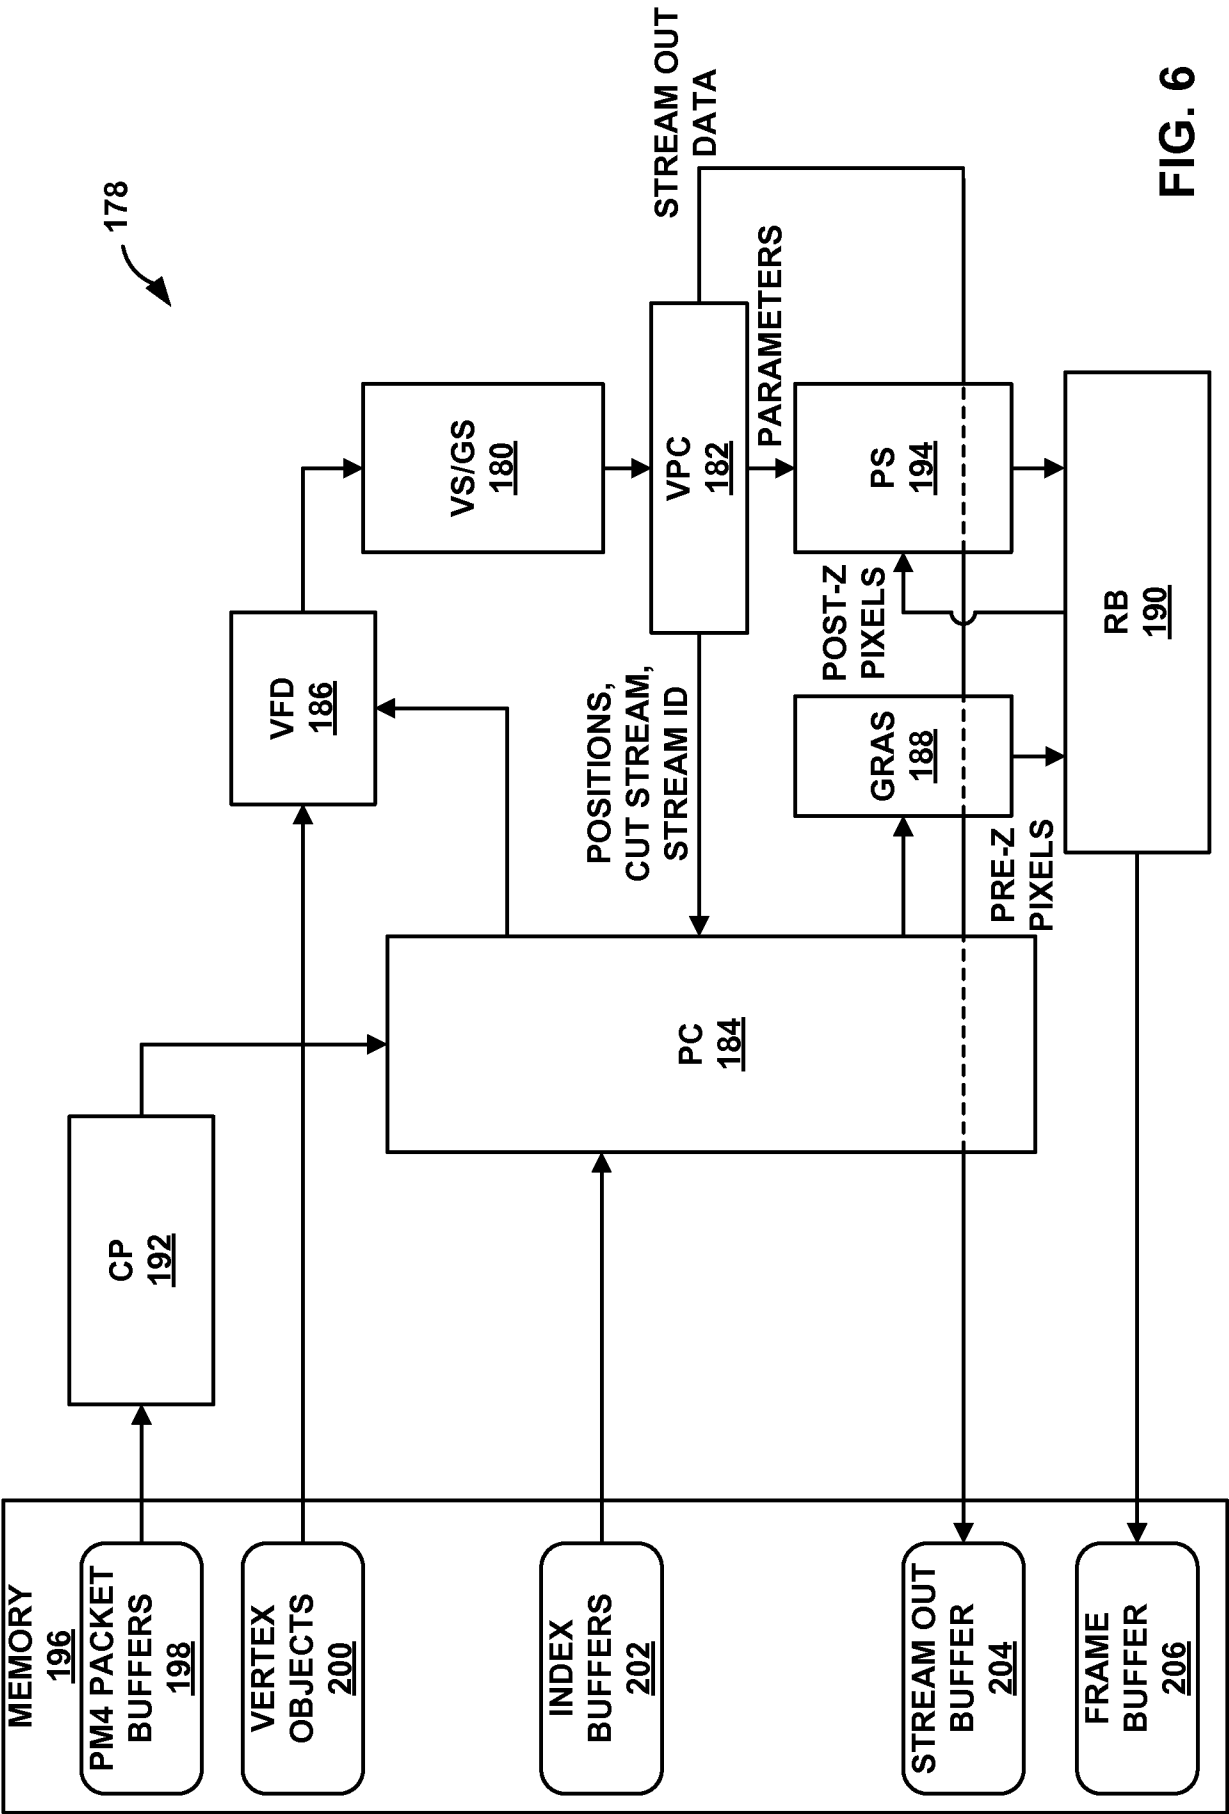 178
MEMORY
196
PM4 PACKET
BUFFERS
198
CP
192
VERTEX
OBJECTS
200
VFD
186
VS/GS
180
INDEX
BUFFERS
202
PC
184
POSITIONS,
CUT STREAM,
STREAM ID
VPC
182
STREAM OUT
DATA
PARAMETERS
GRAS
188
POST-Z
PIXELS
PS
194
STREAM OUT
BUFFER
204
PRE-Z
PIXELS
RB
190
FRAME
BUFFER
206
FIG. 6